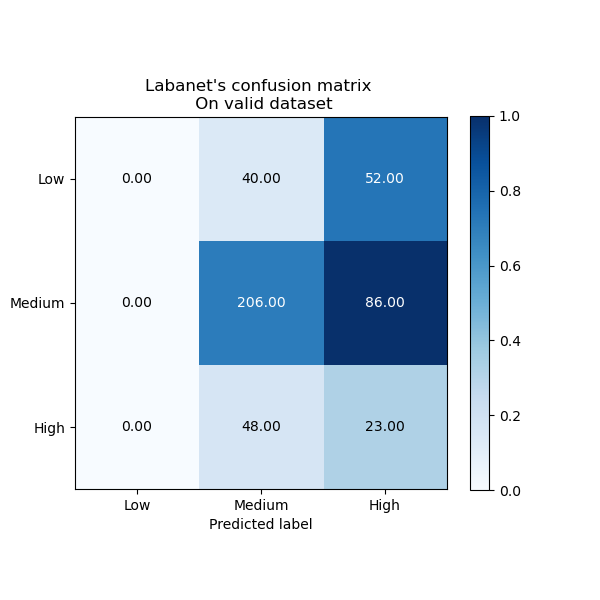 Labanet's confusion matrix
On valid dataset
1.0
Low 0.00 40.00 52.00
0.8
0.6
Medium 0.00 206.00 86.00
0.4
High 0.00 48.00 23.00
0.2
0.0
Low Medium High
Predicted label